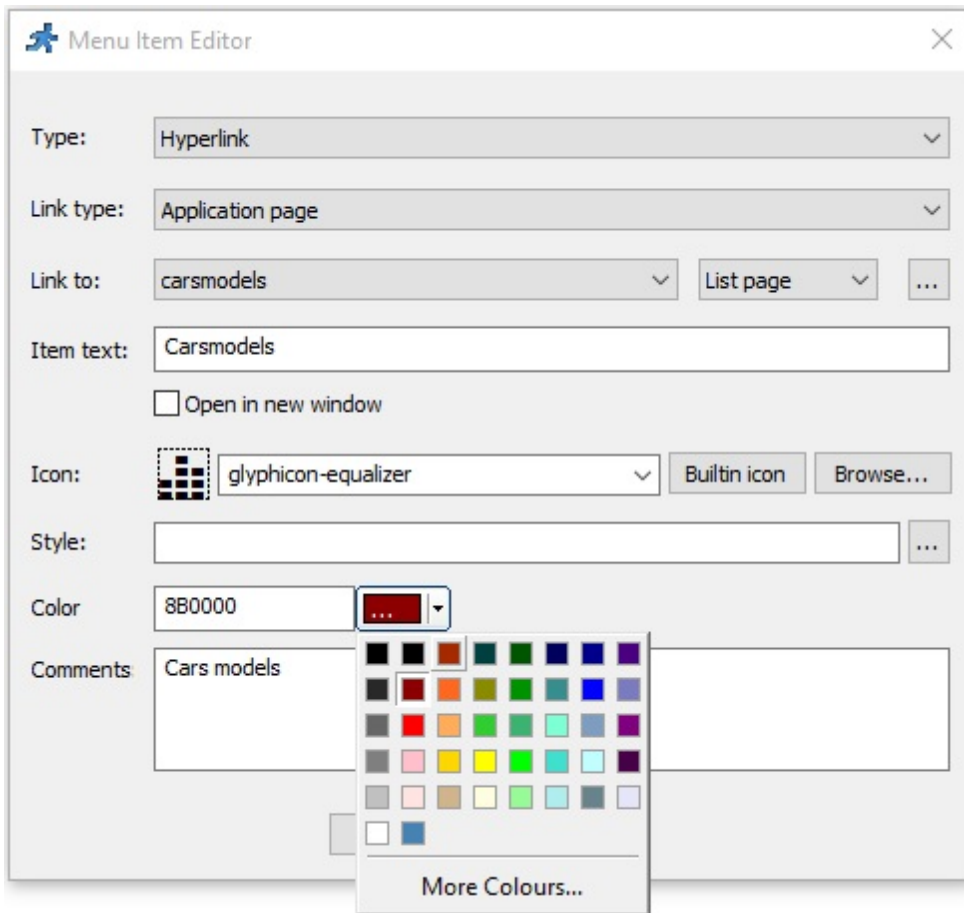 Menu Item Editor
Type: Hyperlink
Link type: Application page
Link to: carsmodels List page ...
Item text: Carsmodels
Open in new window
Icon: glyphicon-equalizer Builtin icon Browse...
Style: ...
Color 8B0000 ...
Comments Cars models
More Colours...